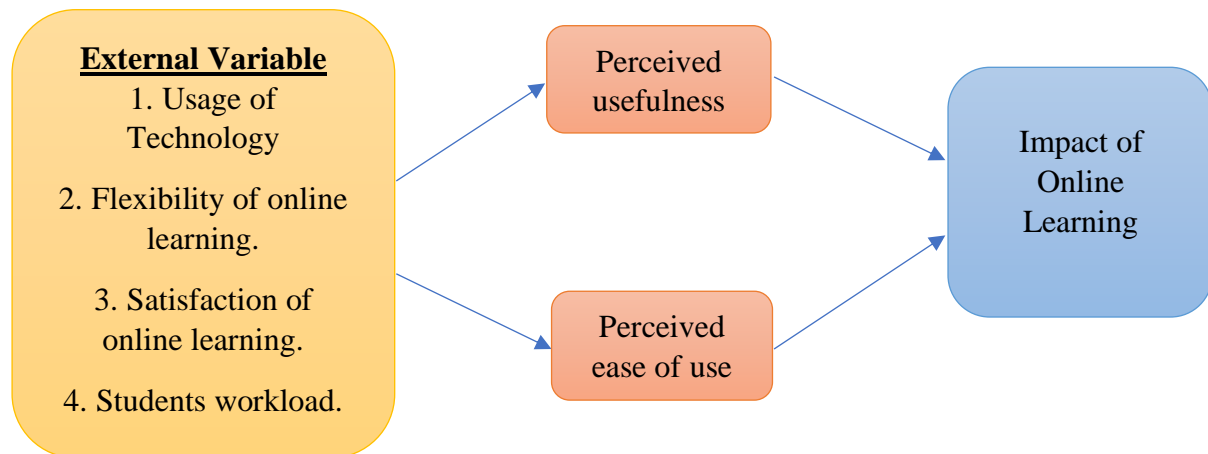 External Variable
1. Usage of
Technology
2. Flexibility of online
learning.
3. Satisfaction of
online learning.
4. Students workload.
Perceived
usefulness
Perceived
ease of use
Impact of
Online
Learning